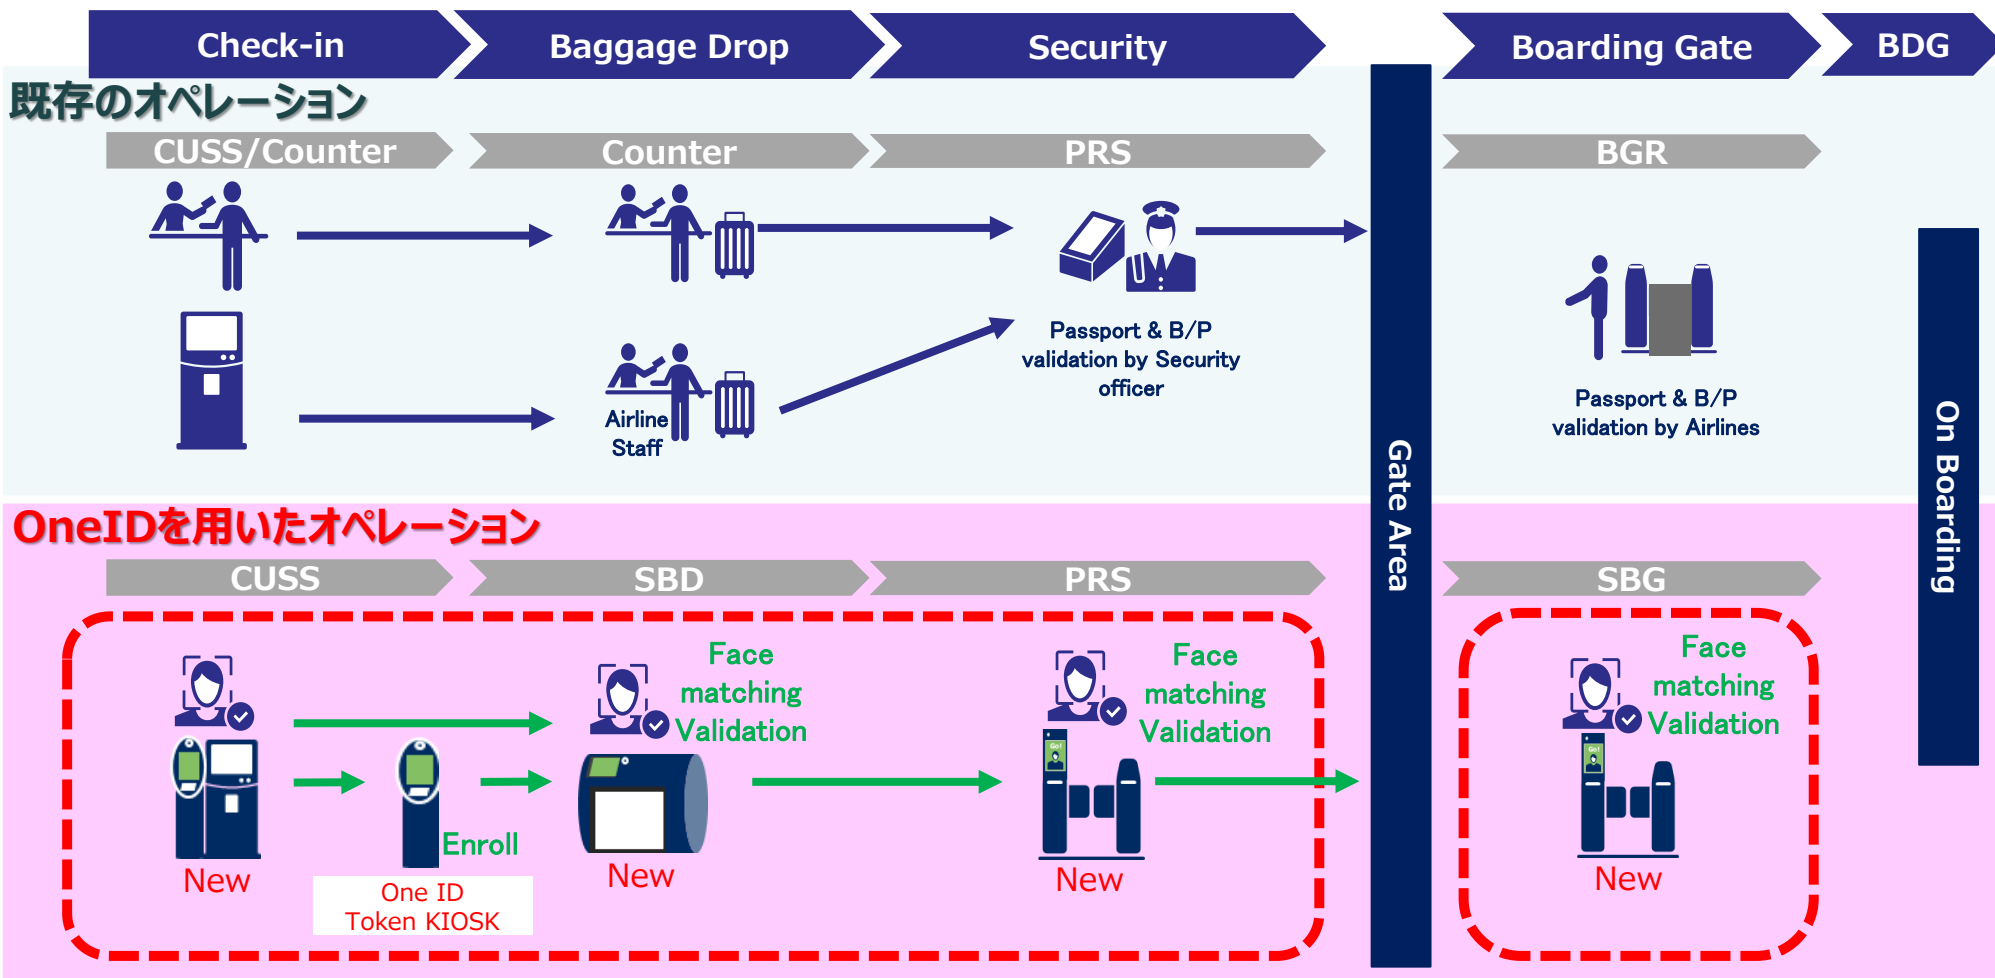 Check-in
Baggage Drop
Security
Boarding Gate
BDG
既存のオペレーション
CUSS/Counter
Counter
PRS
BGR
Passport & B/P
validation by Security
officer
Airline
Staff
Passport & B/P
validation by Airlines
Gate Area
On Boarding
OneIDを用いたオペレーション
CUSS
SBD
PRS
SBG
Face
matching
Validation
Face
matching
Validation
Face
matching
Validation
Go!
Go!
Enroll
New
One ID
Token KIOSK
New
New
New